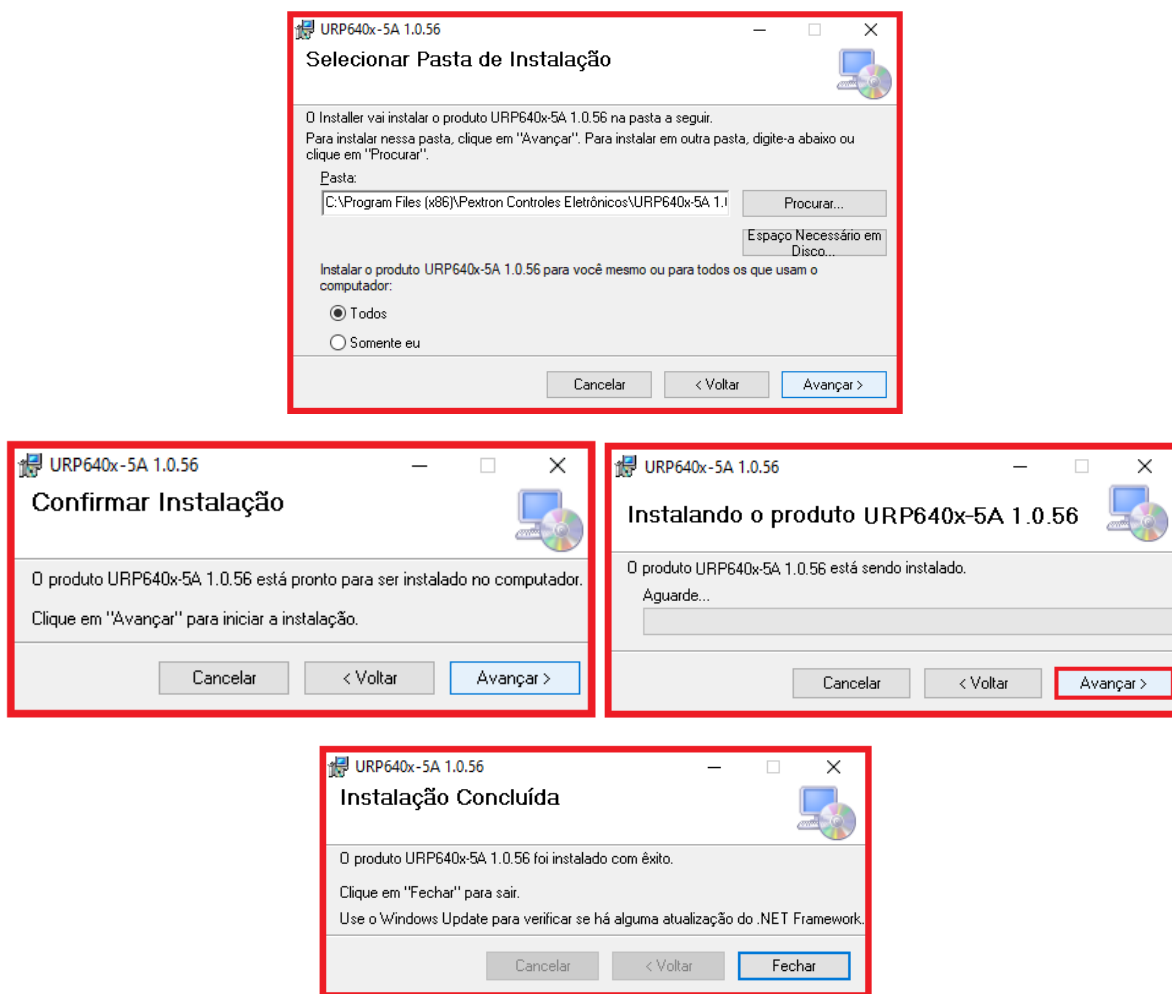 URP640x-5A 1.0.56
Selecionar Pasta de Instalação
O Installer vai instalar o produto URP640x-5A 1.0.56 na pasta a seguir.
Para instalar nessa pasta, clique em "Avançar". Para instalar em outra pasta, digite-a abaixo ou
clique em "Procurar".
Pasta:
C:\Program Files (x86)\Pextron Controles Eletrônicos\URP640x-5A 1.
Procurar...
Espaço Necessário em
Disco...
Instalar o produto URP640x-5A 1.0.56 para você mesmo ou para todos os que usam o
computador:
Todos
Somente eu
Cancelar
< Voltar
Avançar >
URP640x-5A 1.0.56
Confirmar Instalação
O produto URP640x-5A 1.0.56 está pronto para ser instalado no computador.
Clique em "Avançar" para iniciar a instalação.
Cancelar
< Voltar
Avançar >
URP640x-5A 1.0.56
Instalando o produto URP640x-5A 1.0.56
O produto URP640x-5A 1.0.56 está sendo instalado.
Aguarde...
Cancelar
< Voltar
Avançar >
URP640x-5A 1.0.56
Instalação Concluída
O produto URP640x-5A 1.0.56 foi instalado com êxito.
Clique em "Fechar" para sair.
Use o Windows Update para verificar se há alguma atualização do .NET Framework.
Cancelar
< Voltar
Fechar